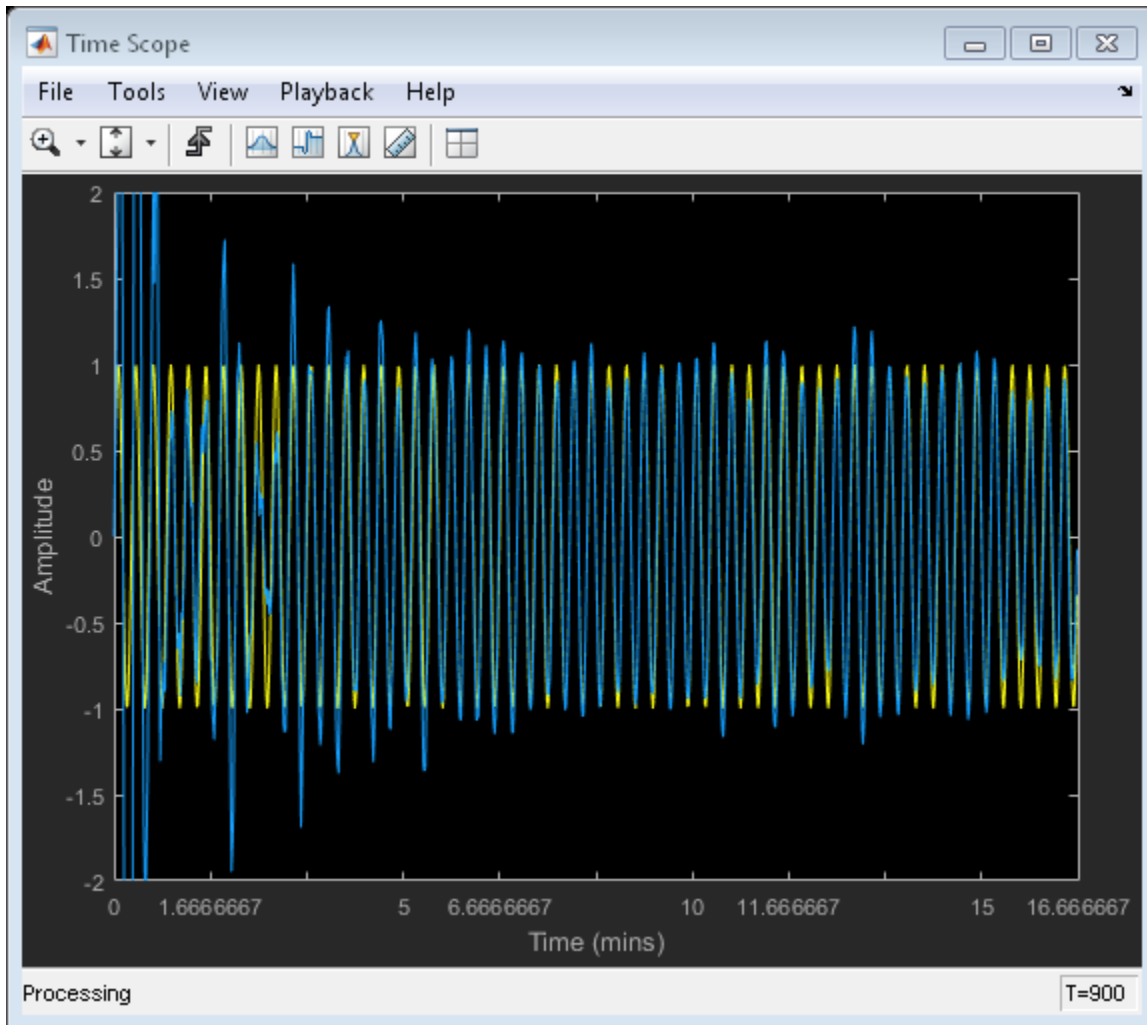 Time Scope
File Tools View Playback Help
2
1.5
1
0.5
0
-0.5
-1
-1.5
-2
Amplitude
0 1.6666667 5 6.6666667 10 11.666667 15 16.666667
Time (mins)
Processing T=900